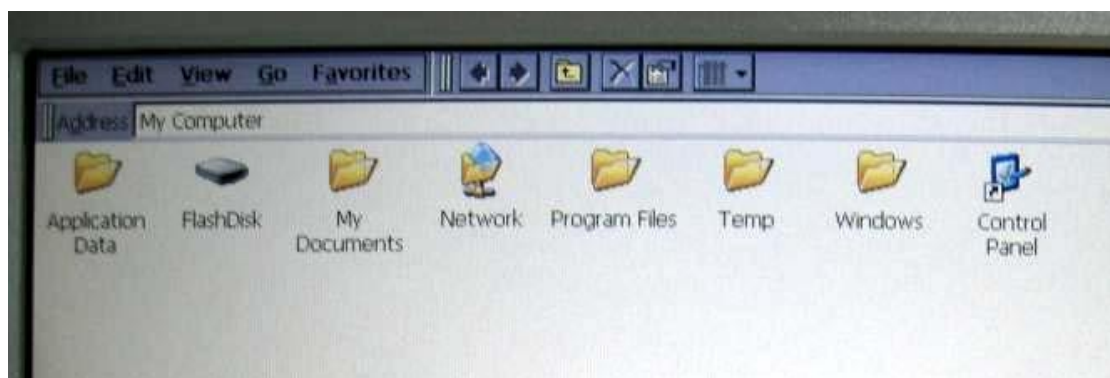 File Edit View Go Favorites
Address My Computer
Application Data
FlashDisk
My Documents
Network
Program Files
Temp
Windows
Control Panel